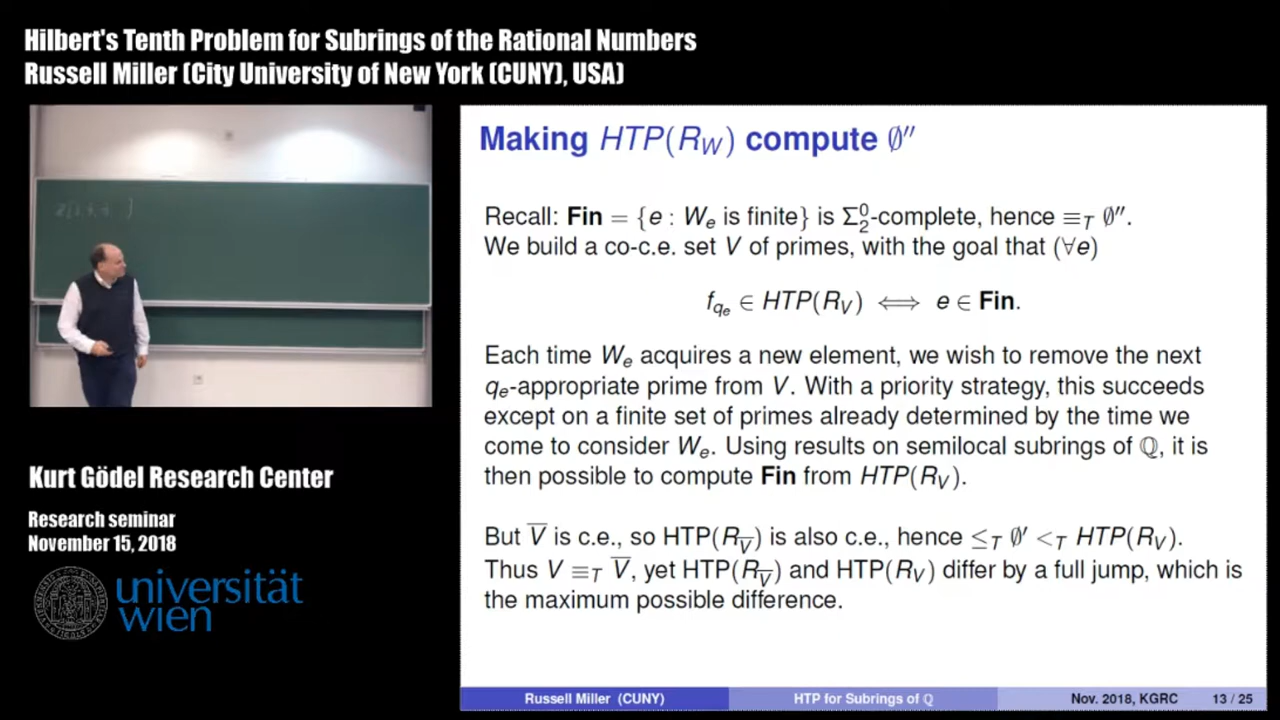 Hilbert's Tenth Problem for Subrings of the Rational Numbers
Russell Miller (City University of New York (CUNY), USA)
Making HTP(R_W) compute ∅′′
Recall: Fin = {e : W_e is finite} is Σ^0_2-complete, hence ≡_T ∅′′.
We build a co-c.e. set V of primes, with the goal that (∀e)
f_{q_e} ∈ HTP(R_V) ⟺ e ∈ Fin.
Each time W_e acquires a new element, we wish to remove the next
q_e-appropriate prime from V. With a priority strategy, this succeeds
except on a finite set of primes already determined by the time we
come to consider W_e. Using results on semilocal subrings of ℚ, it is
then possible to compute Fin from HTP(R_V).
But V̅ is c.e., so HTP(R_V̅) is also c.e., hence ≤_T ∅′ <_T HTP(R_V).
Thus V ≡_T V̅, yet HTP(R_V̅) and HTP(R_V) differ by a full jump, which is
the maximum possible difference.
Russell Miller (CUNY)
HTP for Subrings of ℚ
Nov. 2018, KGRC
13 / 25
Kurt Gödel Research Center
Research seminar
November 15, 2018
universität
wien